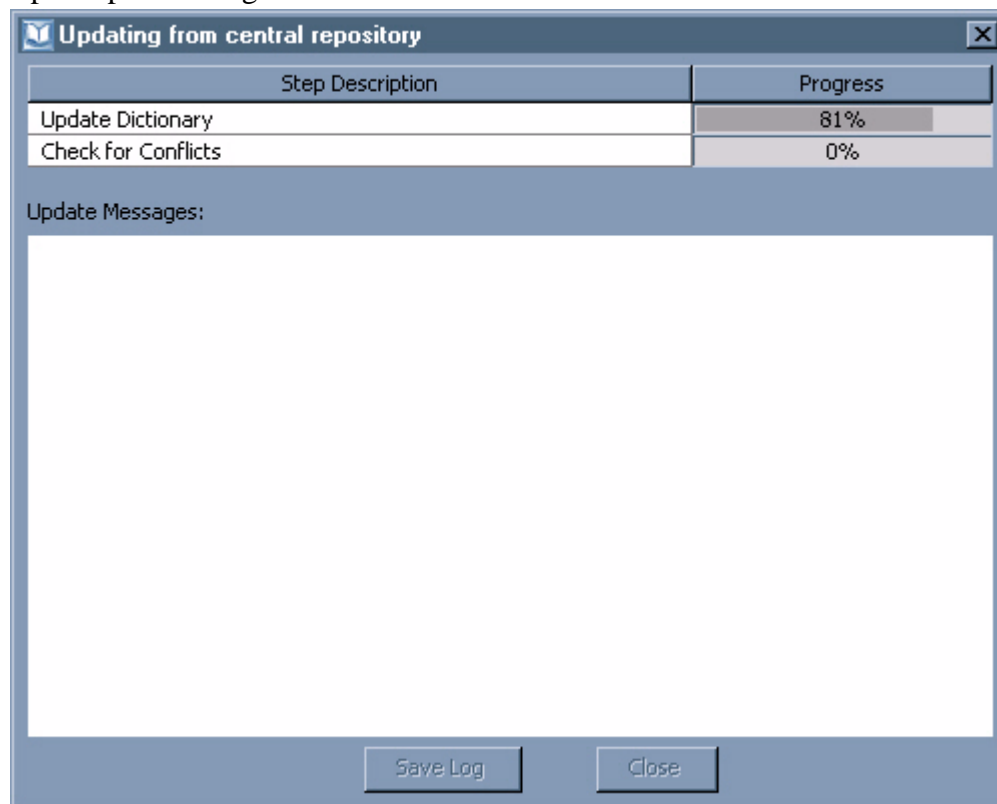 Updating from central repository
Step Description Progress
Update Dictionary 81%
Check for Conflicts 0%
Update Messages:
Save Log Close